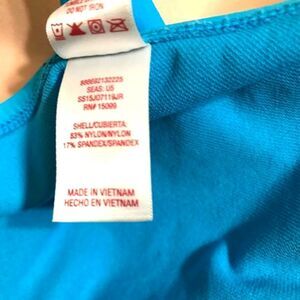 DO NOT IRON
888692132225
SEAS: US
SS15J07119JR
RN# 15099
SHELL/CUBIERTA:
83% NYLON/NYLON
17% SPANDEX/SPANDEX
MADE IN VIETNAM
HECHO EN VIETNAM